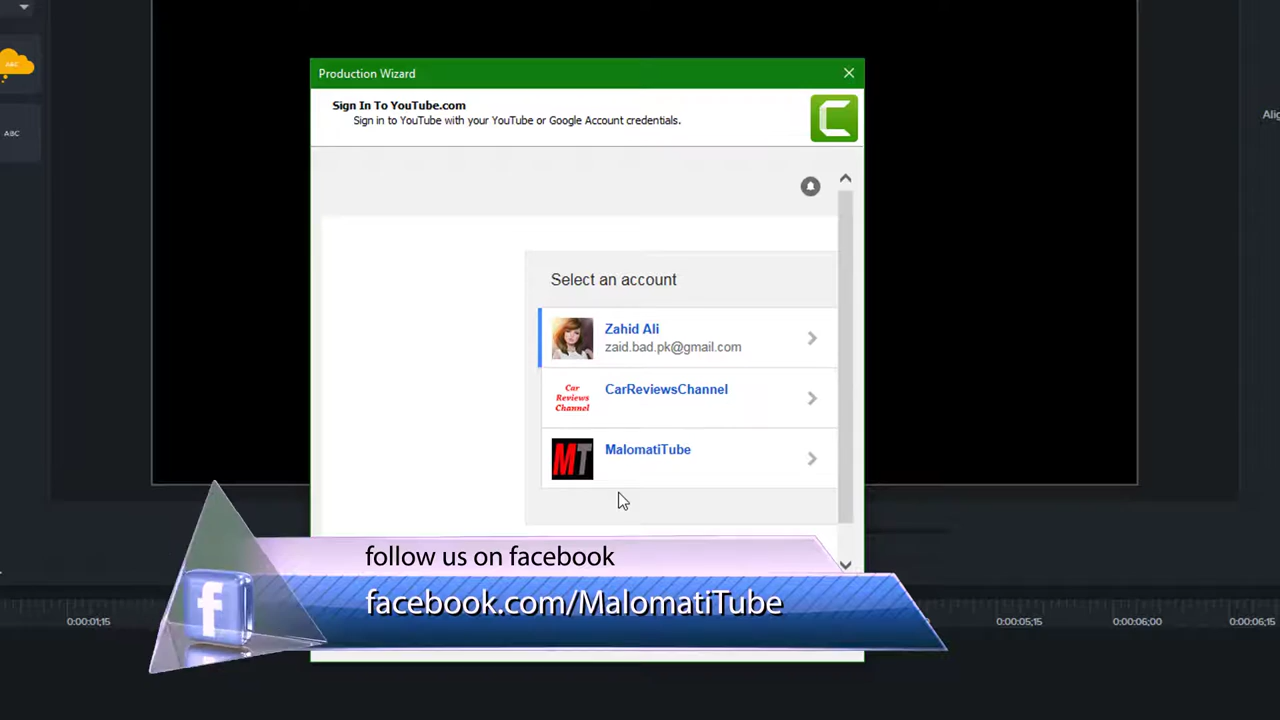 ABC
ABC
Production Wizard
Sign In To YouTube.com
Sign in to YouTube with your YouTube or Google Account credentials.
Select an account
Zahid Ali
zaid.bad.pk@gmail.com
Car
Reviews
Channel
CarReviewsChannel
MT
MalomatiTube
follow us on facebook
facebook.com/MalomatiTube
0:00:01;15
0:00:05;15
0:00:06;00
0:00:06;15